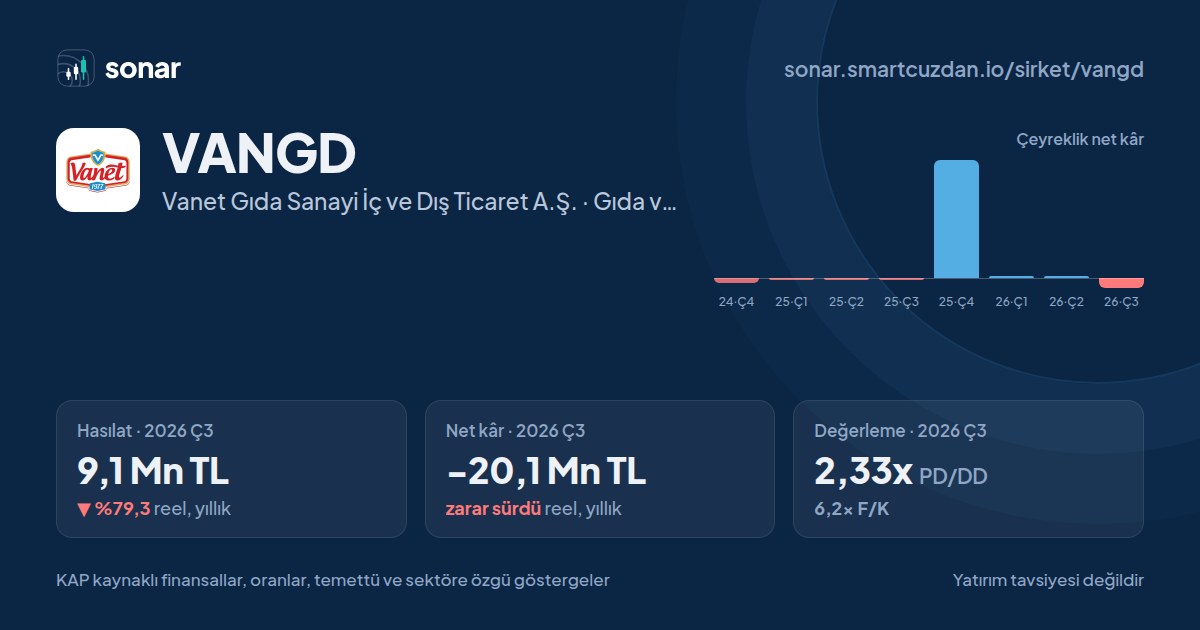 sonar
sonar.smartcuzdan.io/sirket/vangd
Vanet
1977
VANGD
Vanet Gıda Sanayi İç ve Dış Ticaret A.Ş. · Gıda v...
Çeyreklik net kâr
24·Ç4 25·Ç1 25·Ç2 25·Ç3 25·Ç4 26·Ç1 26·Ç2 26·Ç3
Hasılat · 2026 Ç3
9,1 Mn TL
▼ %79,3 reel, yıllık
Net kâr · 2026 Ç3
−20,1 Mn TL
zarar sürdü reel, yıllık
Değerleme · 2026 Ç3
2,33x PD/DD
6,2× F/K
KAP kaynaklı finansallar, oranlar, temettü ve sektöre özgü göstergeler
Yatırım tavsiyesi değildir